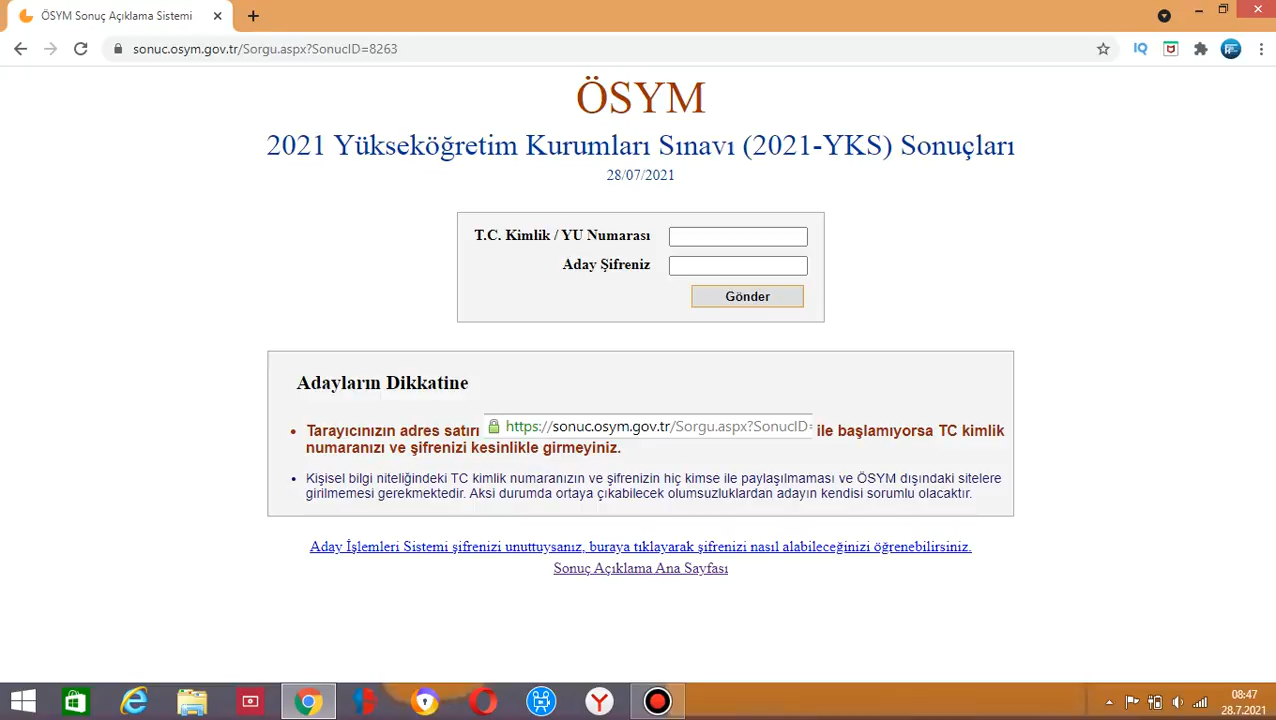 ÖSYM Sonuç Açıklama Sistemi
sonuc.osym.gov.tr/Sorgu.aspx?SonucID=8263
IQ
ÖSYM
2021 Yükseköğretim Kurumları Sınavı (2021-YKS) Sonuçları
28/07/2021
T.C. Kimlik / YU Numarası
Aday Şifreniz
Gönder
Adayların Dikkatine
Tarayıcınızın adres satırı https://sonuc.osym.gov.tr/Sorgu.aspx?SonucID= ile başlamıyorsa TC kimlik
numaranızı ve şifrenizi kesinlikle girmeyiniz.
Kişisel bilgi niteliğindeki TC kimlik numaranızın ve şifrenizin hiç kimse ile paylaşılmaması ve ÖSYM dışındaki sitelere
girilmemesi gerekmektedir. Aksi durumda ortaya çıkabilecek olumsuzluklardan adayın kendisi sorumlu olacaktır.
Aday İşlemleri Sistemi şifrenizi unuttuysanız, buraya tıklayarak şifrenizi nasıl alabileceğinizi öğrenebilirsiniz.
Sonuç Açıklama Ana Sayfası
08:47
28.7.2021